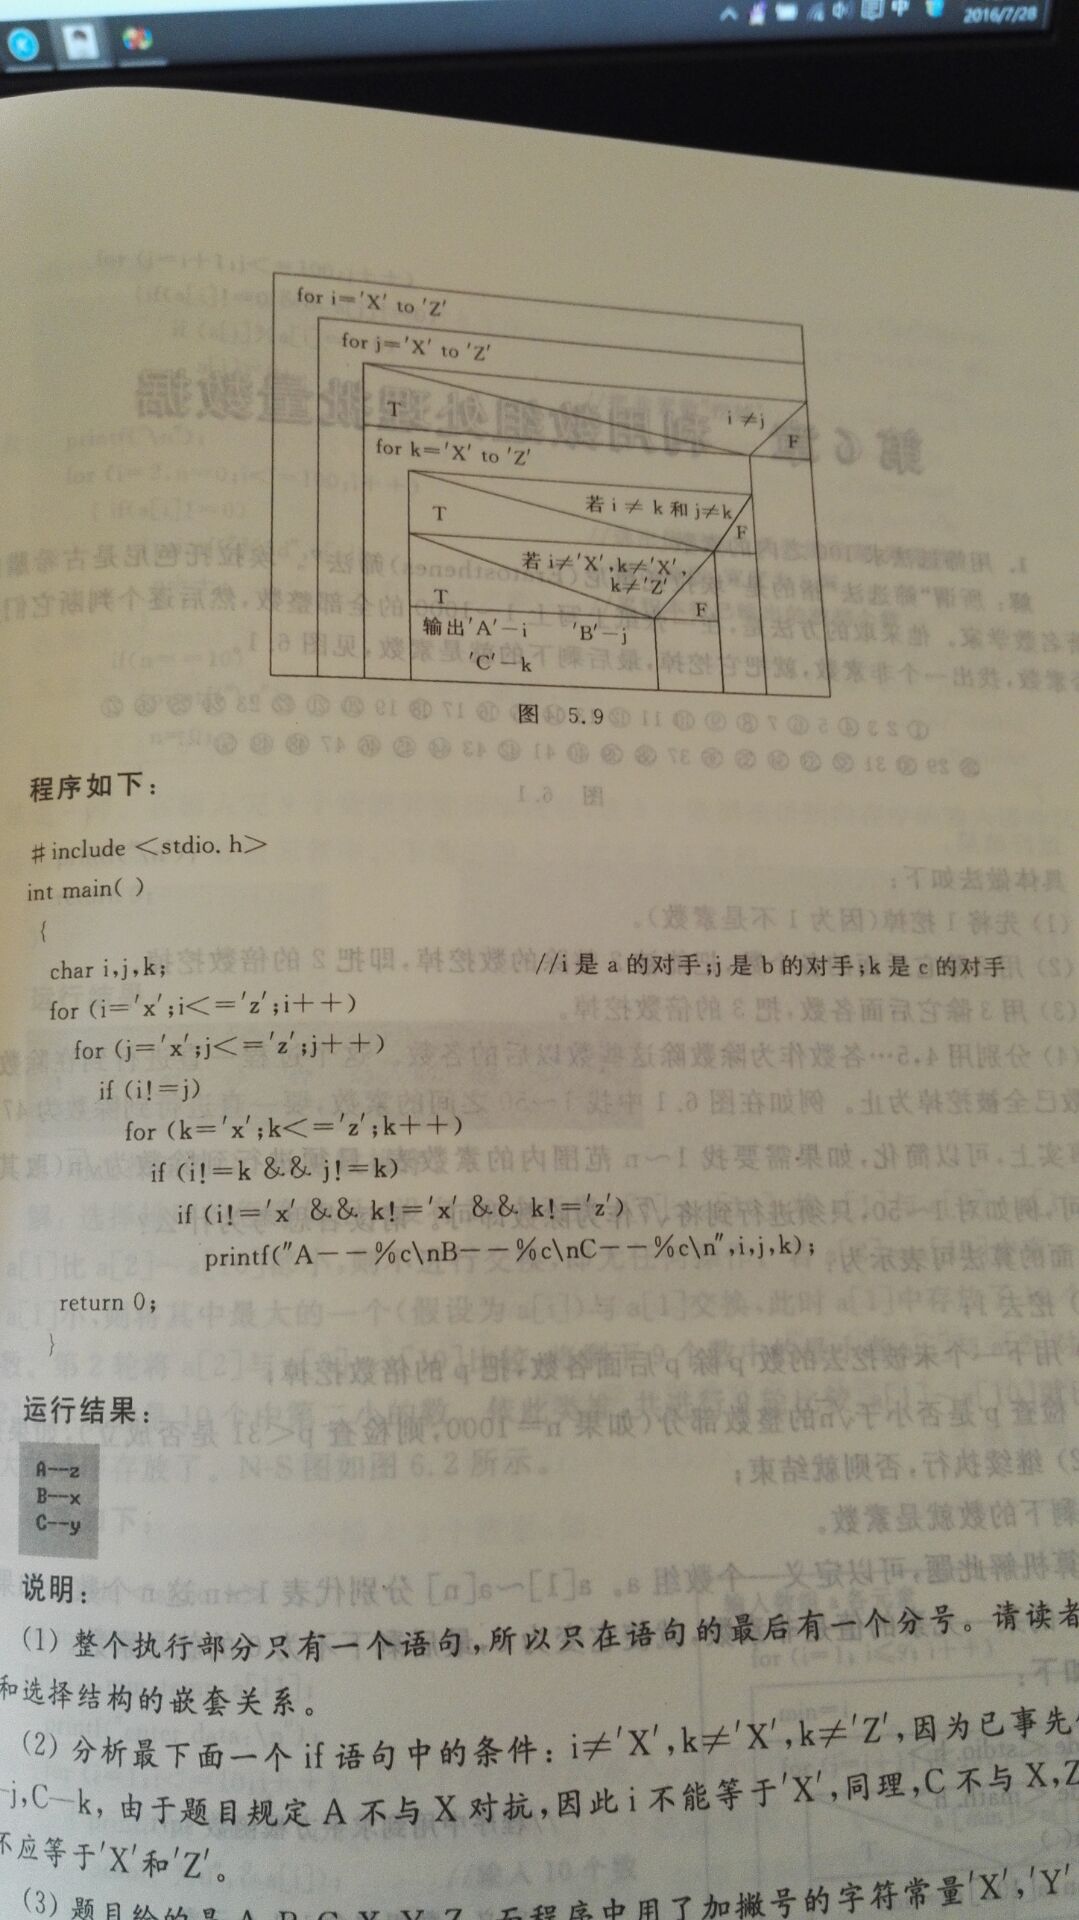 中
2016/7/28
for i='X' to 'Z'
for j='X' to 'Z'
i≠j
T
F
for k='X' to 'Z'
若 i≠k 和 j≠k
T
F
若 i≠'X',k≠'X',
k≠'Z'
T
F
输出'A'—i 'B'—j
'C'—k
图 5.9
程序如下:
#include <stdio.h>
int main( )
{
char i,j,k; //i 是 a 的对手;j 是 b 的对手;k 是 c 的对手
for (i='x';i<='z';i++)
for (j='x';j<='z';j++)
if (i!=j)
for (k='x';k<='z';k++)
if (i!=k && j!=k)
if (i!='x' && k!='x' && k!='z')
printf("A--%c\nB--%c\nC--%c\n",i,j,k);
return 0;
}
运行结果:
A--z
B--x
C--y
说明:
(1) 整个执行部分只有一个语句,所以只在语句的最后有一个分号。请读者
和选择结构的嵌套关系。
(2) 分析最下面一个 if 语句中的条件: i≠'X',k≠'X',k≠'Z',因为已事先
—j,C—k, 由于题目规定 A 不与 X 对抗,因此 i 不能等于'X',同理,C 不与 X,Z
不应等于'X'和'Z'。
(3) 题目给的是 A,B,C,X,Y,Z,而程序中用了加撇号的字符常量'X','Y'